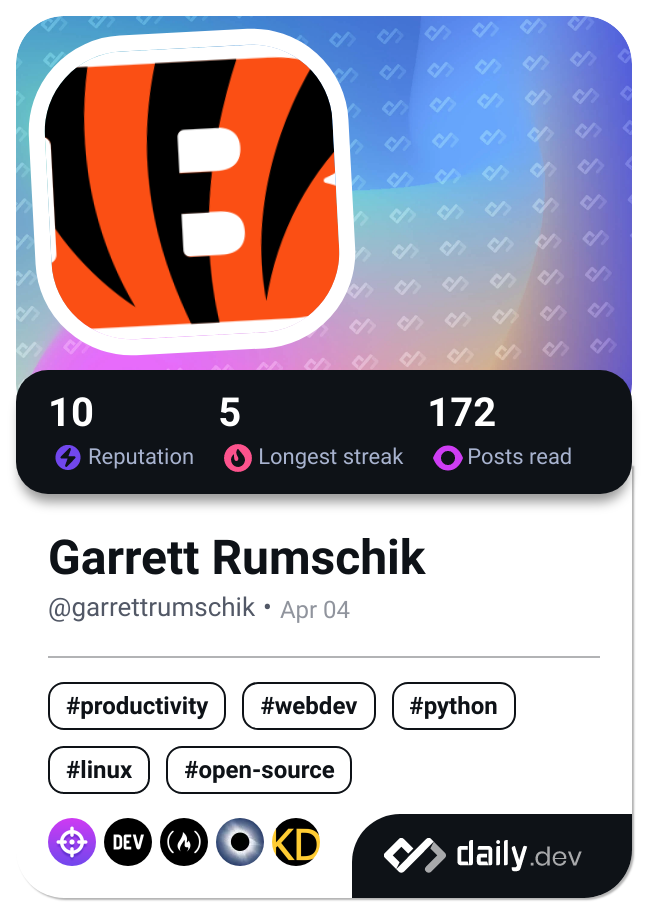 B
10
5
172
Reputation
Longest streak
Posts read
Garrett Rumschik
@garrettrumschik • Apr 04
#productivity
#webdev
#python
#linux
#open-source
DEV
KD
daily.dev